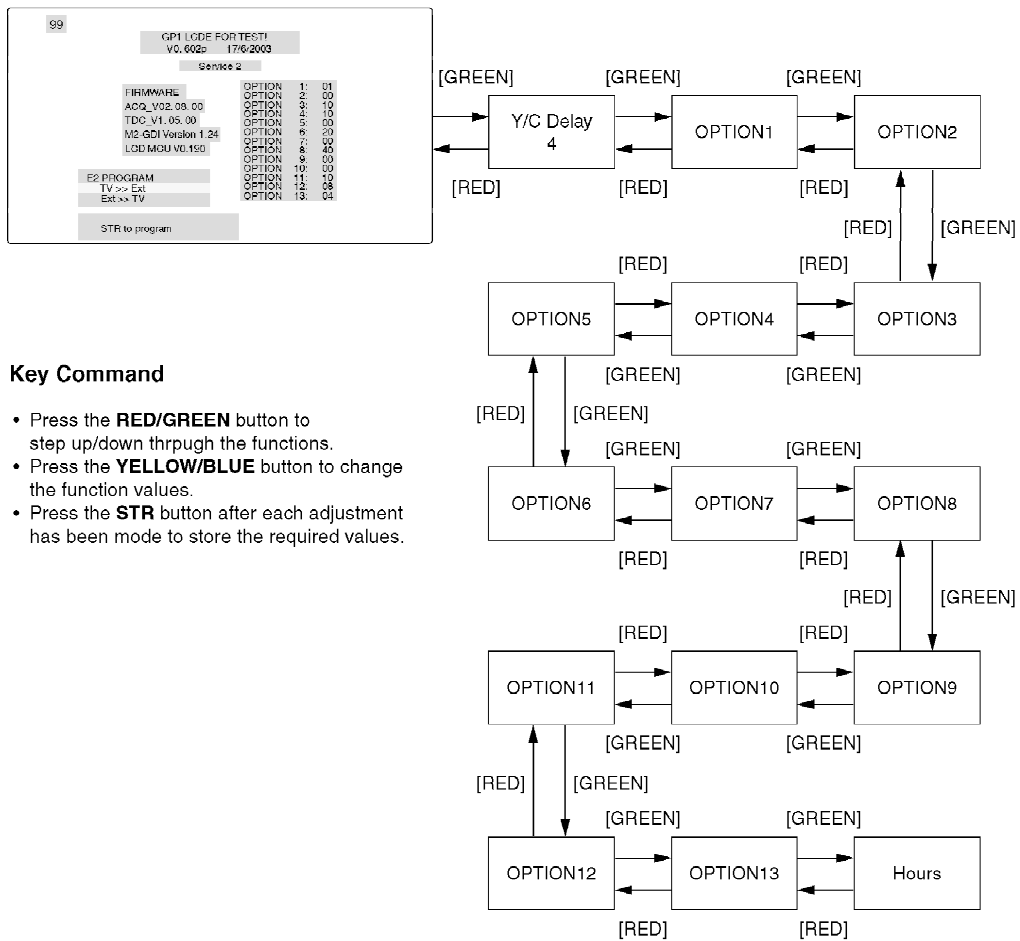 99
GP1 LCDE FOR TEST!
V0. 602p 17/6/2003
Service 2
FIRMWARE
ACQ_V02. 08. 00
TDC_V1. 05. 00
M2-GDI Version 1.24
LCD MCU V0.190
OPTION 1: 01
OPTION 2: 00
OPTION 3: 10
OPTION 4: 10
OPTION 5: 00
OPTION 6: 20
OPTION 7: 00
OPTION 8: 40
OPTION 9: 00
OPTION 10: 00
OPTION 11: 10
OPTION 12: 08
OPTION 13: 04
E2 PROGRAM
TV >> Ext
Ext >> TV
STR to program
[GREEN] [GREEN] [GREEN]
Y/C Delay
4
OPTION1 OPTION2
[RED] [RED] [RED]
[RED] [GREEN]
[RED] [RED]
OPTION5 OPTION4 OPTION3
[GREEN] [GREEN]
[RED] [GREEN]
[GREEN] [GREEN]
OPTION6 OPTION7 OPTION8
[RED] [RED]
[RED] [GREEN]
[RED] [RED]
OPTION11 OPTION10 OPTION9
[GREEN] [GREEN]
[RED] [GREEN]
[GREEN] [GREEN]
OPTION12 OPTION13 Hours
[RED] [RED]
Key Command
• Press the RED/GREEN button to
step up/down thrpugh the functions.
• Press the YELLOW/BLUE button to change
the function values.
• Press the STR button after each adjustment
has been mode to store the required values.